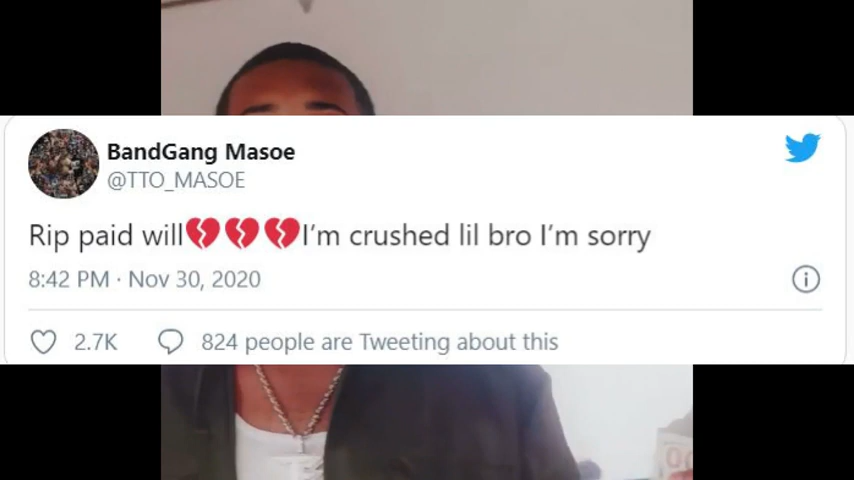 BandGang Masoe
@TTO_MASOE
Rip paid will💔💔💔I'm crushed lil bro I'm sorry
8:42 PM · Nov 30, 2020
2.7K 824 people are Tweeting about this